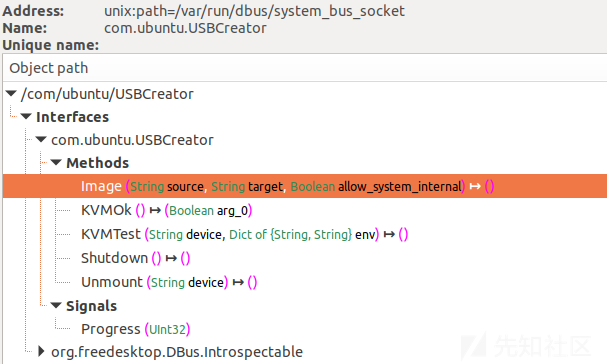 Address: unix:path=/var/run/dbus/system_bus_socket
Name: com.ubuntu.USBCreator
Unique name:
Object path
/com/ubuntu/USBCreator
Interfaces
com.ubuntu.USBCreator
Methods
Image (String source, String target, Boolean allow_system_internal) ↦ ()
KVMOk () ↦ (Boolean arg_0)
KVMTest (String device, Dict of {String, String} env) ↦ ()
Shutdown () ↦ ()
Unmount (String device) ↦ ()
Signals
Progress (UInt32)
org.freedesktop.DBus.Introspectable
先知社区